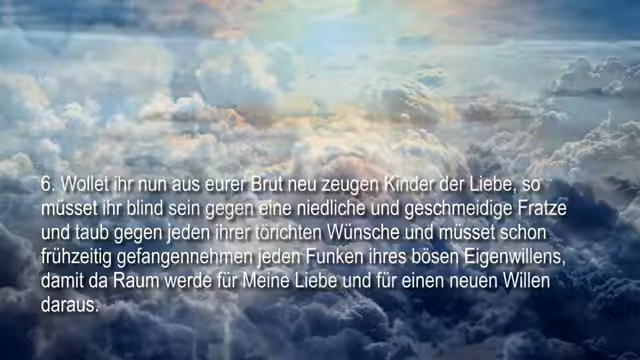 6. Wollet ihr nun aus eurer Brut neu zeugen Kinder der Liebe, so
müsset ihr blind sein gegen eine niedliche und geschmeidige Fratze
und taub gegen jeden ihrer törichten Wünsche und müsset schon
frühzeitig gefangennehmen jeden Funken ihres bösen Eigenwillens,
damit da Raum werde für Meine Liebe und für einen neuen Willen
daraus.